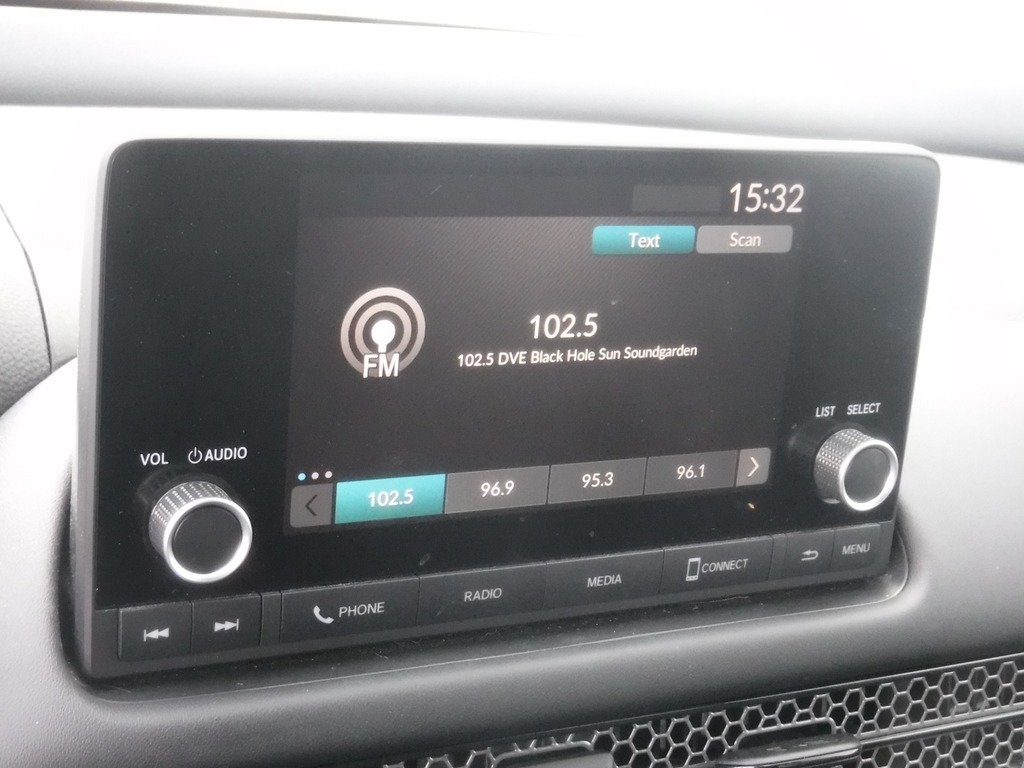 15:32
Text Scan
102.5
FM
102.5 DVE Black Hole Sun Soundgarden
LIST SELECT
VOL AUDIO
102.5 96.9 95.3 96.1
PHONE RADIO MEDIA CONNECT MENU